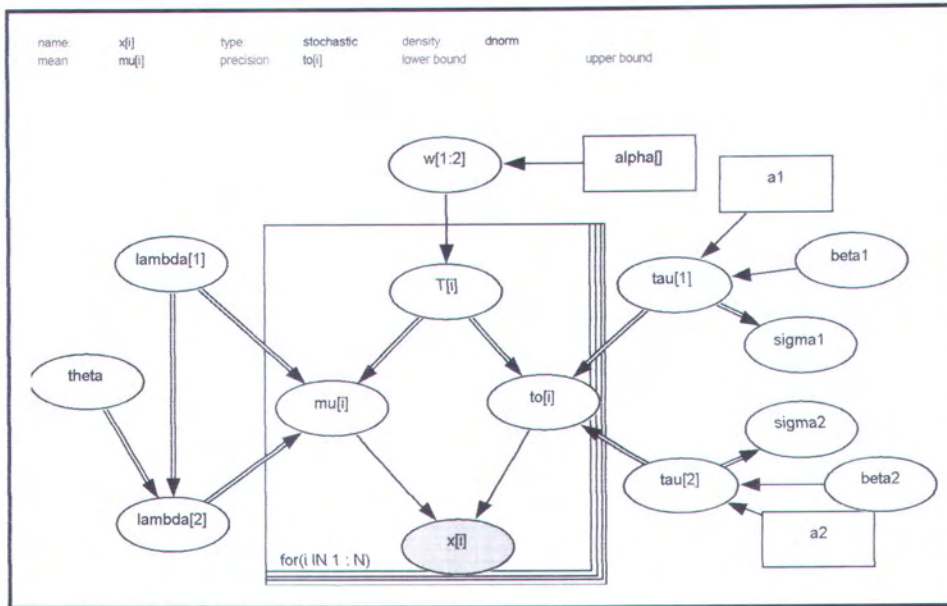 name: x[i] type stochastic density dnorm
mean mu[i] precision to[i] lower bound upper bound
w[1:2]
alpha[]
a1
lambda[1]
beta1
T[i]
tau[1]
sigma1
theta
mu[i]
to[i]
sigma2
tau[2]
beta2
lambda[2]
a2
x[i]
for(i IN 1 : N)